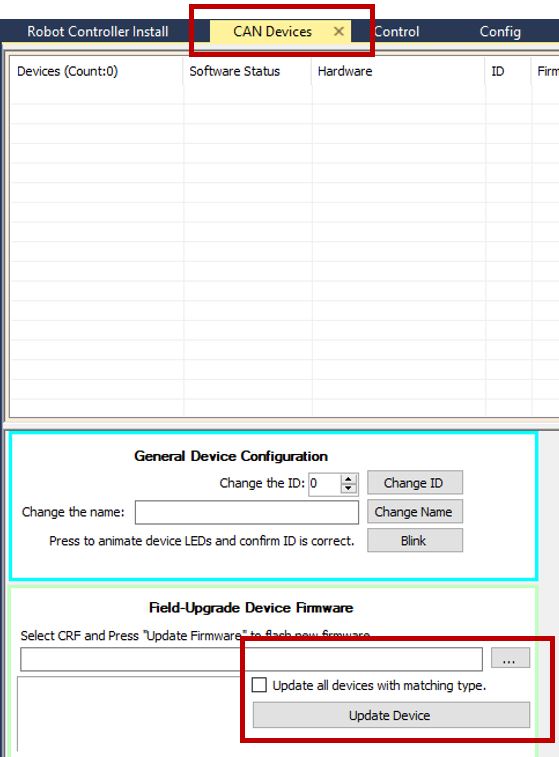 Robot Controller Install CAN Devices × Control Config
Devices (Count:0) Software Status Hardware ID Firm
General Device Configuration
Change the ID: 0 Change ID
Change the name: Change Name
Press to animate device LEDs and confirm ID is correct. Blink
Field-Upgrade Device Firmware
Select CRF and Press "Update Firmware" to flash new firmware
...
Update all devices with matching type.
Update Device